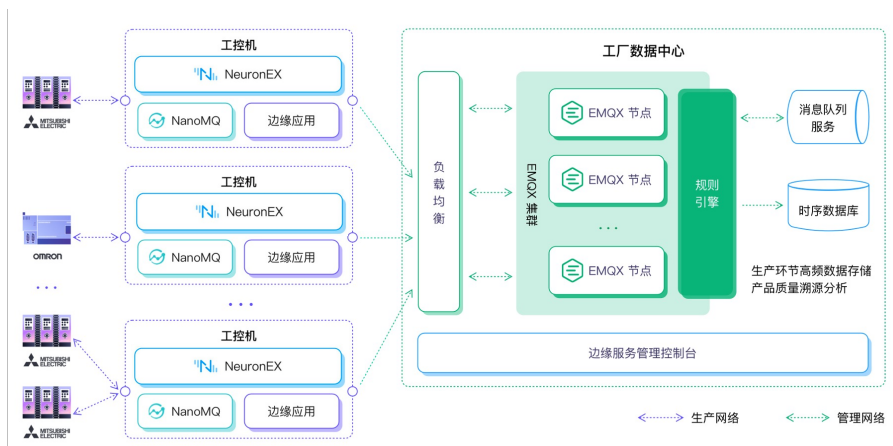 工控机
NeuronEX
NanoMQ
边缘应用
MITSUBISHI
ELECTRIC
工控机
NeuronEX
NanoMQ
边缘应用
OMRON
...
...
工控机
NeuronEX
NanoMQ
边缘应用
MITSUBISHI
ELECTRIC
MITSUBISHI
ELECTRIC
工厂数据中心
负载均衡
EMQX 集群
EMQX 节点
EMQX 节点
...
EMQX 节点
规则
引擎
消息队列
服务
时序数据库
生产环节高频数据存储
产品质量溯源分析
边缘服务管理控制台
生产网络
管理网络